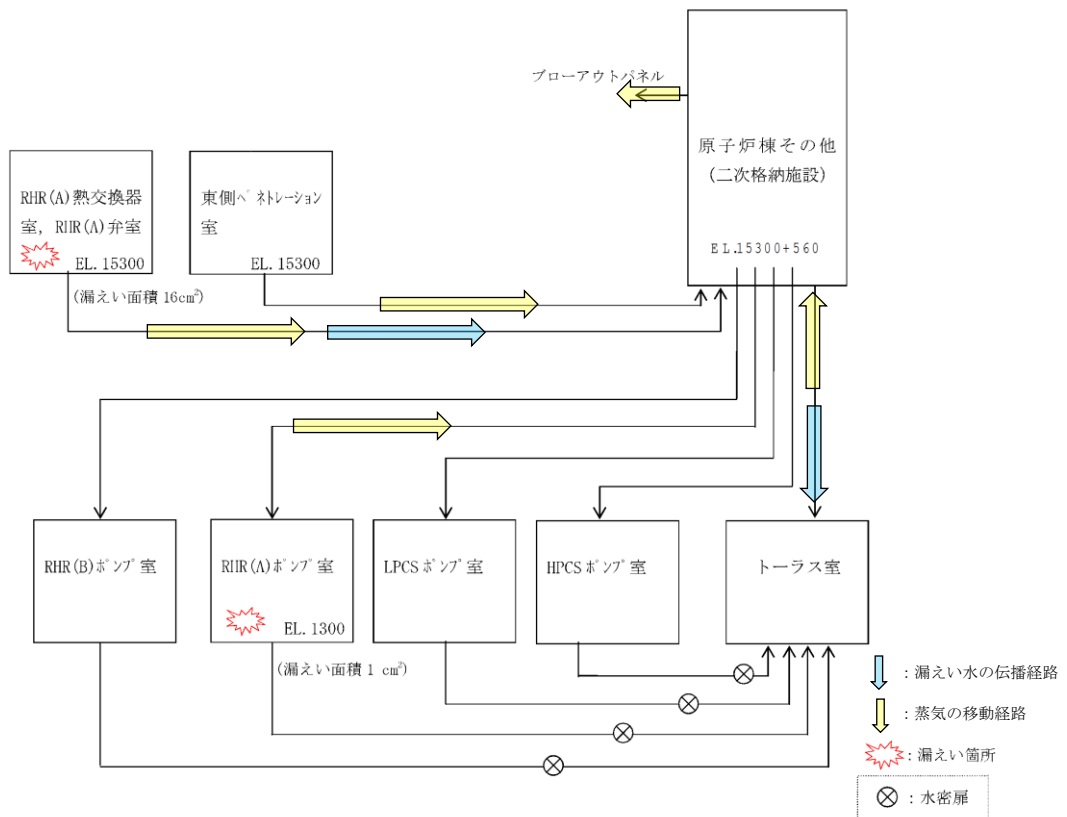 ブローアウトパネル
原子炉棟その他
(二次格納施設)
EL.15300+560
RHR(A)熱交換器
室, RHR(A)弁室
EL.15300
(漏えい面積 16cm²)
東側ペネトレーション
室
EL.15300
RHR(B)ポンプ室
RHR(A)ポンプ室
EL.1300
(漏えい面積 1 cm²)
LPCSポンプ室
HPCSポンプ室
トーラス室
:漏えい水の伝播経路
:蒸気の移動経路
:漏えい箇所
:水密扉